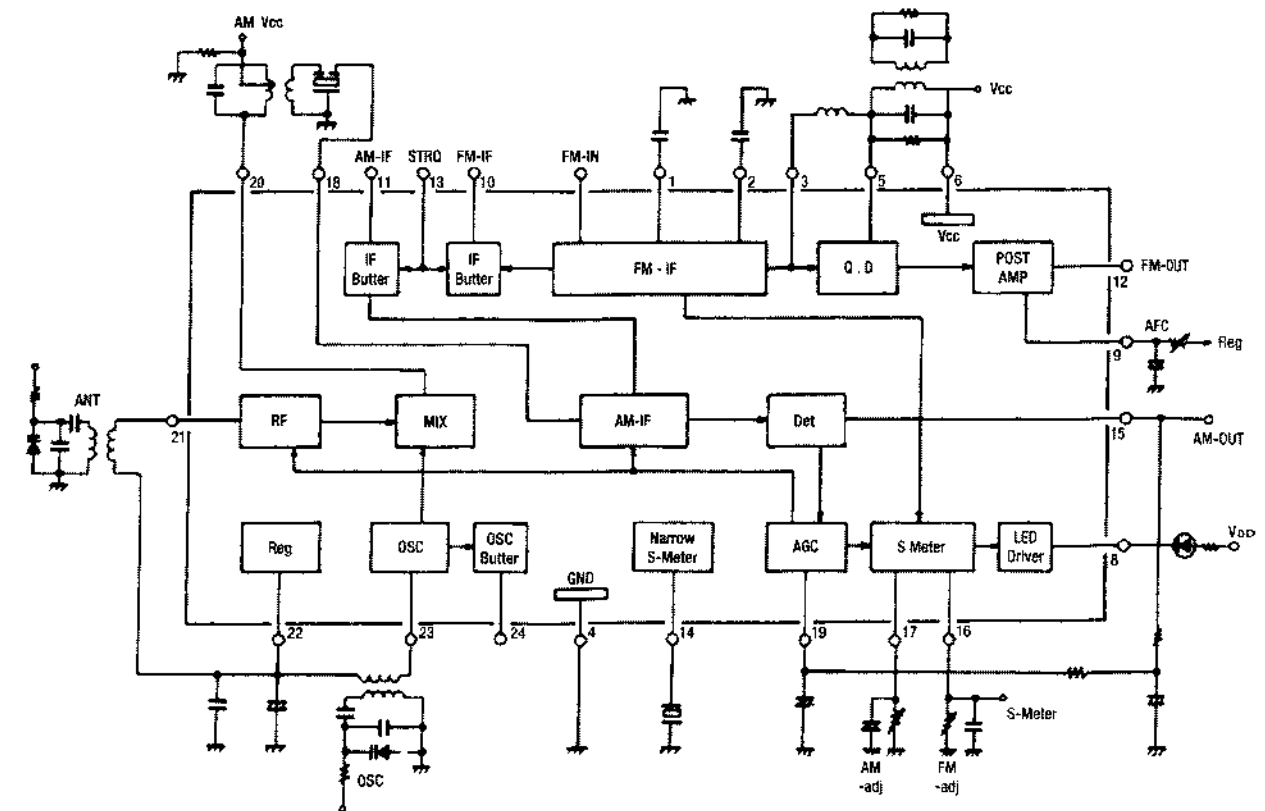 AM Vcc
Vcc
AM-IF STRQ FM-IF FM-IN
20 18 11 13 10 1 2 3 5 6
Vcc
IF Butter
IF Butter
FM - IF
Q . D
POST AMP
FM-OUT
12
AFC
9
Reg
ANT
21
RF
MIX
AM-IF
Det
15
AM-OUT
Reg
OSC
OSC Butter
Narrow S-Meter
AGC
S Meter
LED Driver
VDD
8
GND
22 23 24 4 14 19 17 16
S-Meter
OSC
AM -adj
FM -adj